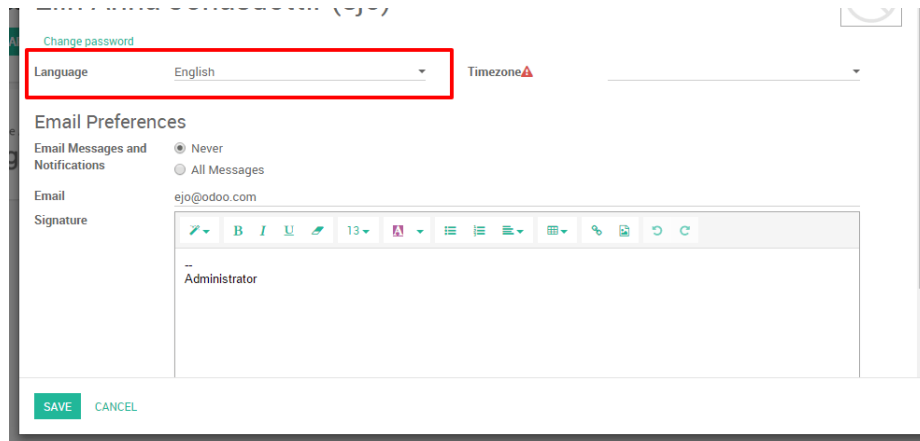 Change password
Language English Timezone
Email Preferences
Email Messages and Notifications
Never
All Messages
Email ejo@odoo.com
Signature
B I U 13 A
--
Administrator
SAVE CANCEL